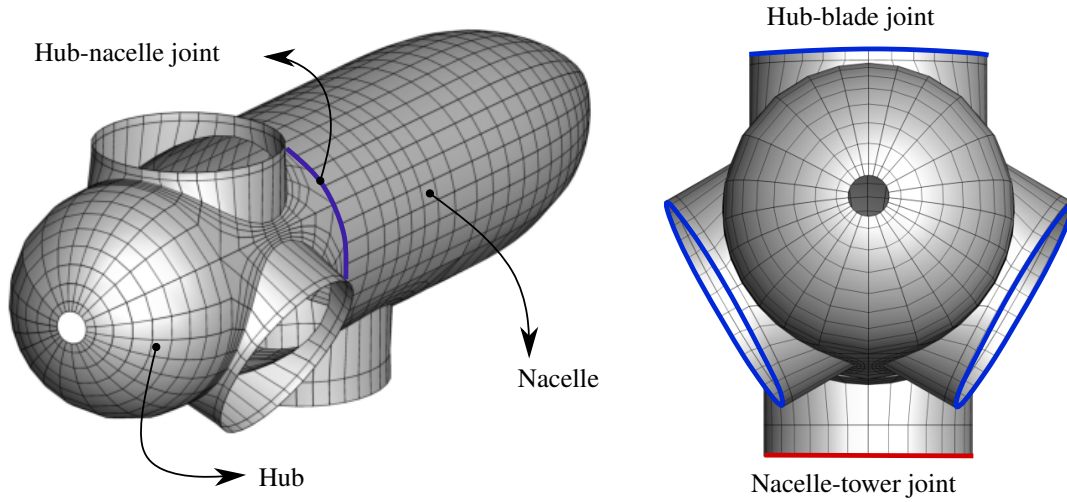 Hub-nacelle joint
Nacelle
Hub
Hub-blade joint
Nacelle-tower joint